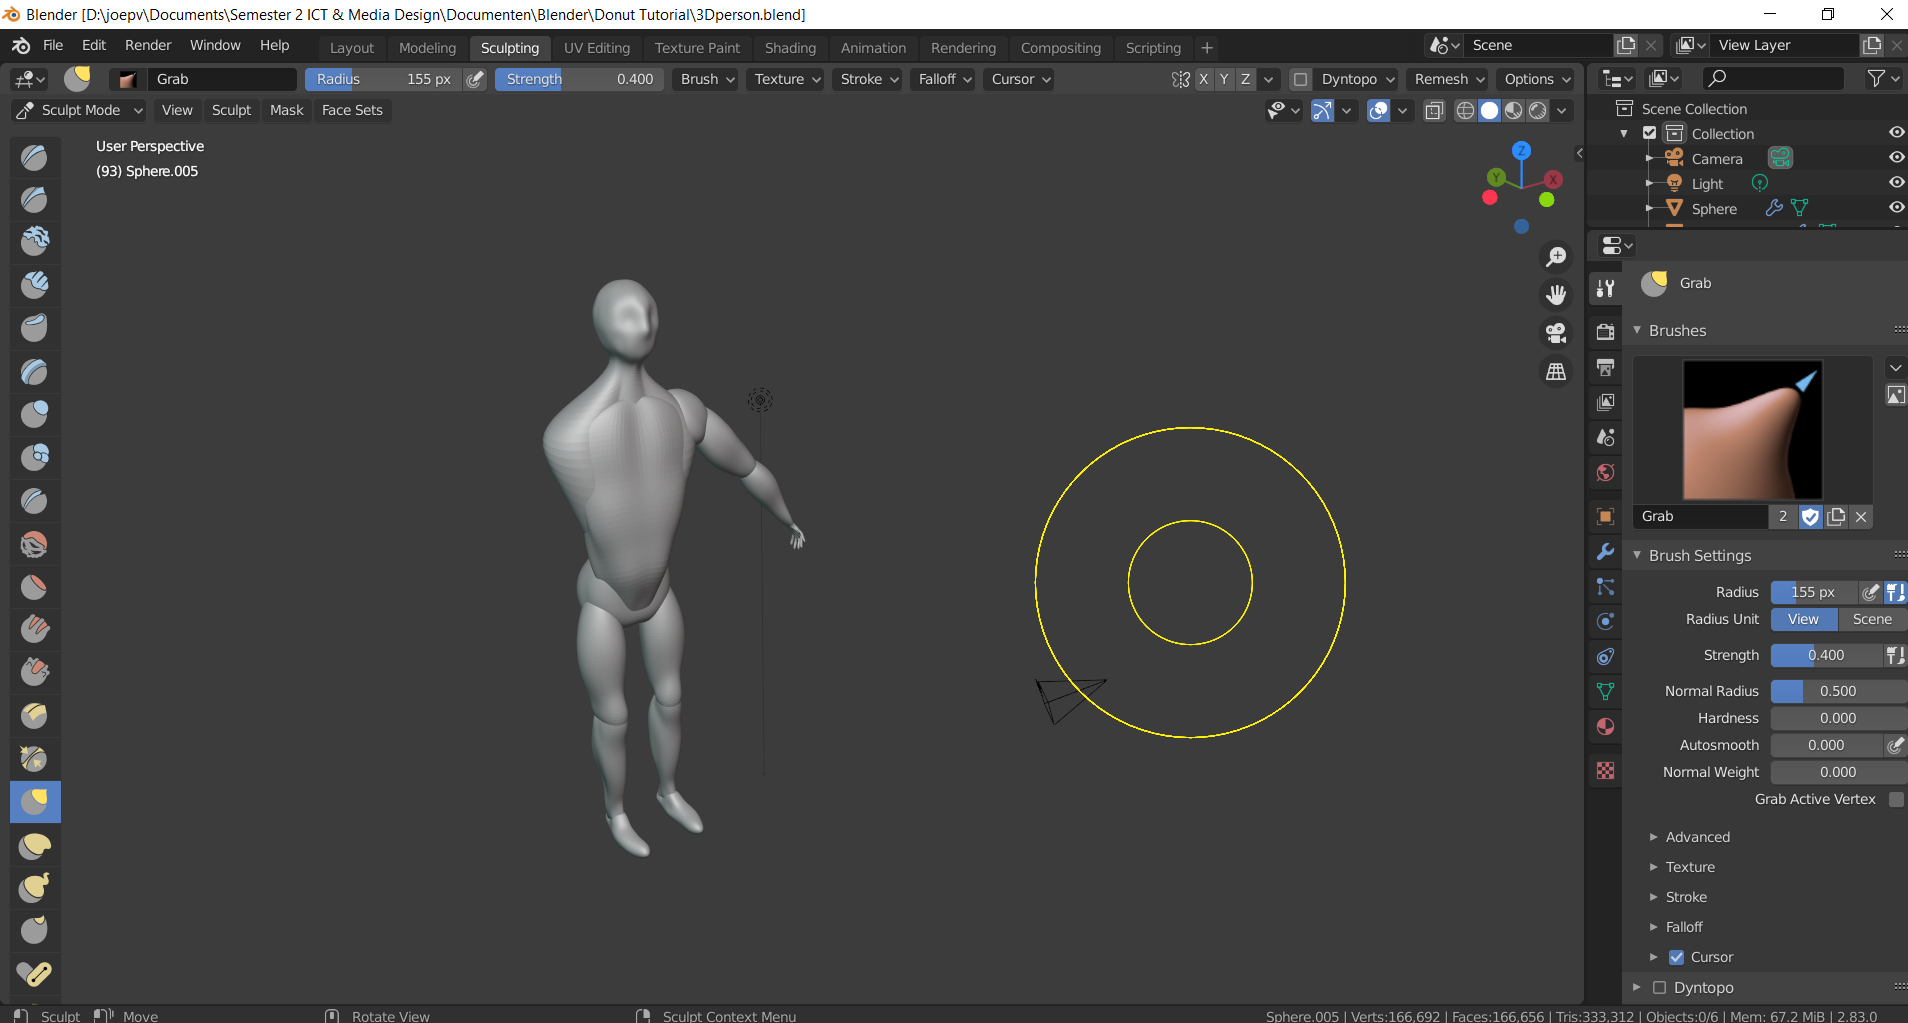 Blender [D:\joepv\Documents\Semester 2 ICT & Media Design\Documenten\Blender\Donut Tutorial\3Dperson.blend]
File Edit Render Window Help Layout Modeling Sculpting UV Editing Texture Paint Shading Animation Rendering Compositing Scripting + Scene View Layer
Grab Radius 155 px Strength 0.400 Brush Texture Stroke Falloff Cursor X Y Z Dyntopo Remesh Options
Sculpt Mode View Sculpt Mask Face Sets
User Perspective
(93) Sphere.005
Z
Y X
Scene Collection
Collection
Camera
Light
Sphere
Grab
Brushes
Grab 2
Brush Settings
Radius 155 px
Radius Unit View Scene
Strength 0.400
Normal Radius 0.500
Hardness 0.000
Autosmooth 0.000
Normal Weight 0.000
Grab Active Vertex
Advanced
Texture
Stroke
Falloff
Cursor
Dyntopo
Sculpt Move Rotate View Sculpt Context Menu Sphere.005 | Verts:166,692 | Faces:166,656 | Tris:333,312 | Objects:0/6 | Mem: 67.2 MiB | 2.83.0